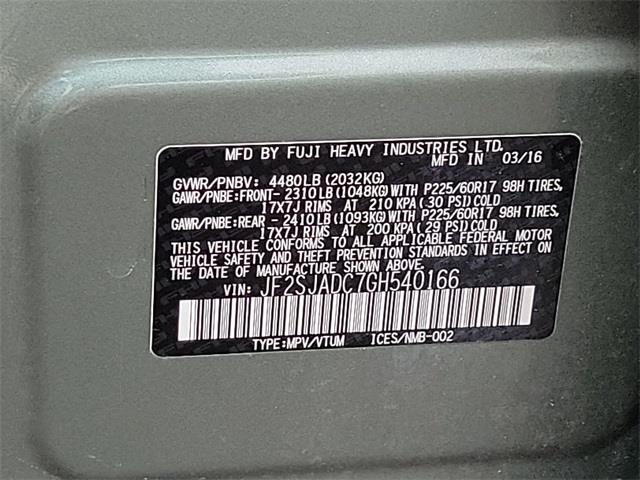 MFD BY FUJI HEAVY INDUSTRIES LTD.
MFD IN 03/16
GVWR/PNBV: 4480LB (2032KG)
GAWR/PNBE:FRONT- 2310LB (1048KG) WITH P225/60R17 98H TIRES,
17X7J RIMS AT 210 KPA (30 PSI) COLD
GAWR/PNBE:REAR - 2410LB (1093KG) WITH P225/60R17 98H TIRES,
17X7J RIMS AT 200 KPA (29 PSI) COLD
THIS VEHICLE CONFORMS TO ALL APPLICABLE FEDERAL MOTOR
VEHICLE SAFETY AND THEFT PREVENTION STANDARDS IN EFFECT
ON THE DATE OF MANUFACTURE SHOWN ABOVE.
VIN: JF2SJADC7GH540166
TYPE:MPV/VTUM ICES/NMB-002